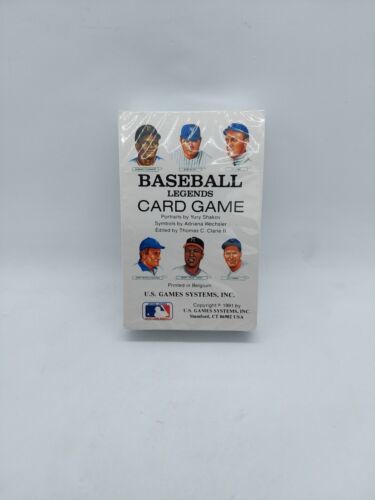 BASEBALL
LEGENDS
CARD GAME
Portraits by Yury Shakov
Symbols by Adriana Wechsler
Edited by Thomas C. Clarie II
Printed in Belgium
U.S. GAMES SYSTEMS, INC.
Copyright © 1991 by
U.S. GAMES SYSTEMS, INC
Stamford, CT 06902 USA